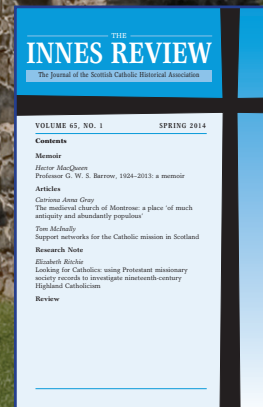 THE
INNES REVIEW
The Journal of the Scottish Catholic Historical Association
VOLUME 65, NO. 1 SPRING 2014
Contents
Memoir
Hector MacQueen
Professor G. W. S. Barrow, 1924–2013: a memoir
Articles
Catriona Anna Gray
The medieval church of Montrose: a place ‘of much
antiquity and abundantly populous’
Tom McInally
Support networks for the Catholic mission in Scotland
Research Note
Elizabeth Ritchie
Looking for Catholics: using Protestant missionary
society records to investigate nineteenth-century
Highland Catholicism
Review